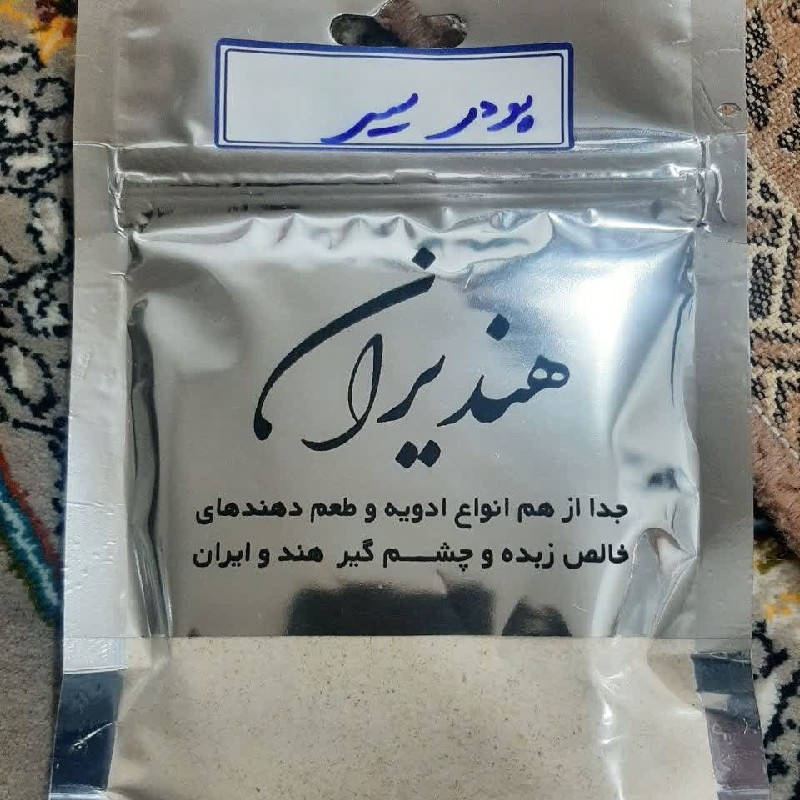 پودر سیر
هندیران
جدا از هم انواع ادویه و طعم دهندهای
خالص زبده و چشم گیر هند و ایران